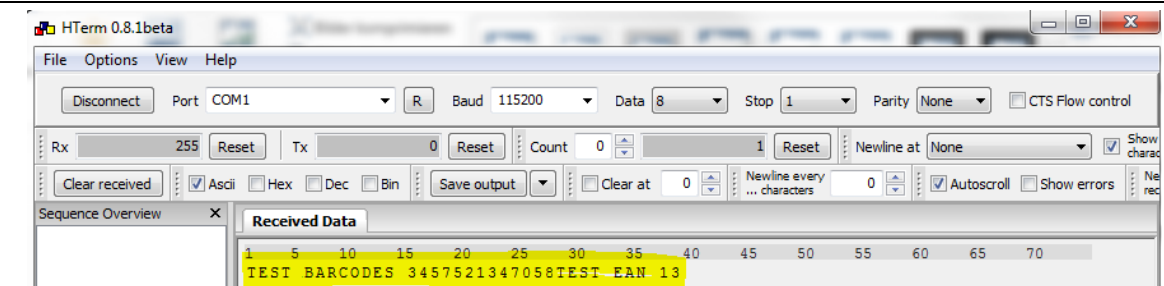 HTerm 0.8.1beta
File Options View Help
Disconnect Port COM1 R Baud 115200 Data 8 Stop 1 Parity None CTS Flow control
Rx 255 Reset Tx 0 Reset Count 0 1 Reset Newline at None Show
charac
Clear received Ascii Hex Dec Bin Save output Clear at 0 Newline every
... characters 0 Autoscroll Show errors Ne
rec
Sequence Overview X Received Data
1 5 10 15 20 25 30 35 40 45 50 55 60 65 70
TEST BARCODES 3457521347058TEST EAN 13